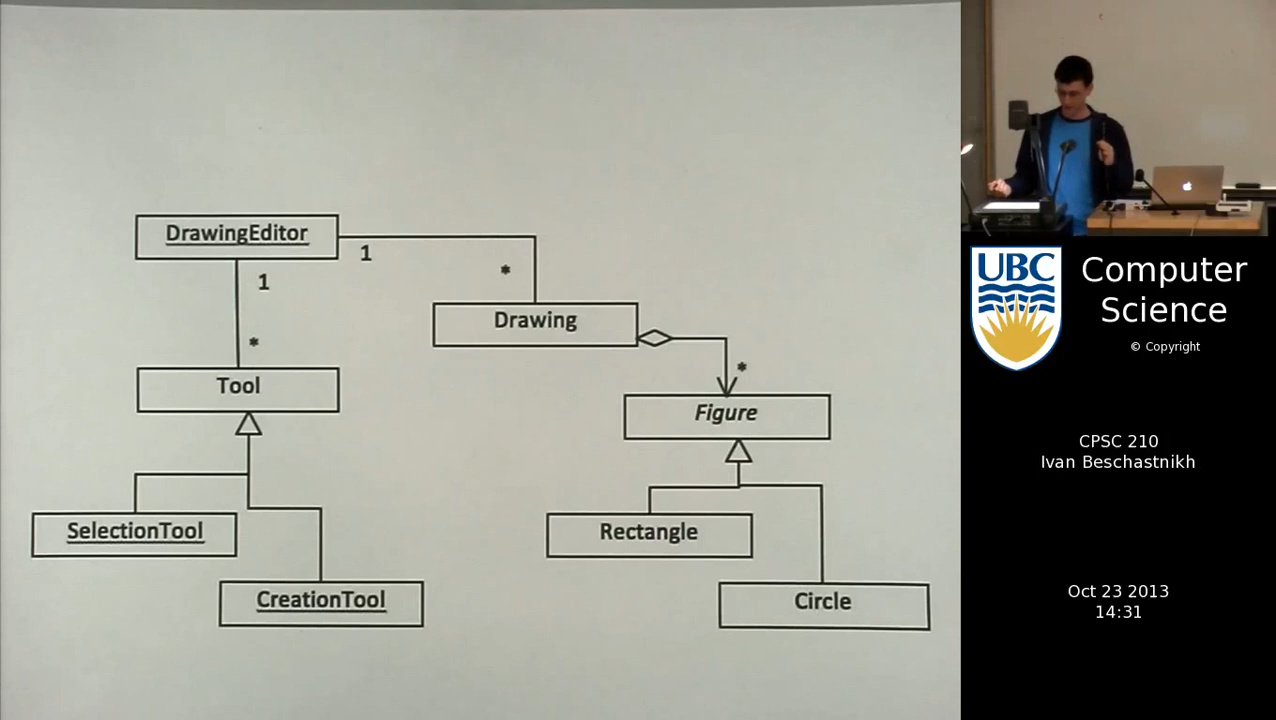 DrawingEditor
1
*
1
*
Drawing
*
Tool
Figure
SelectionTool
Rectangle
CreationTool
Circle
UBC
Computer
Science
© Copyright
CPSC 210
Ivan Beschastnikh
Oct 23 2013
14:31